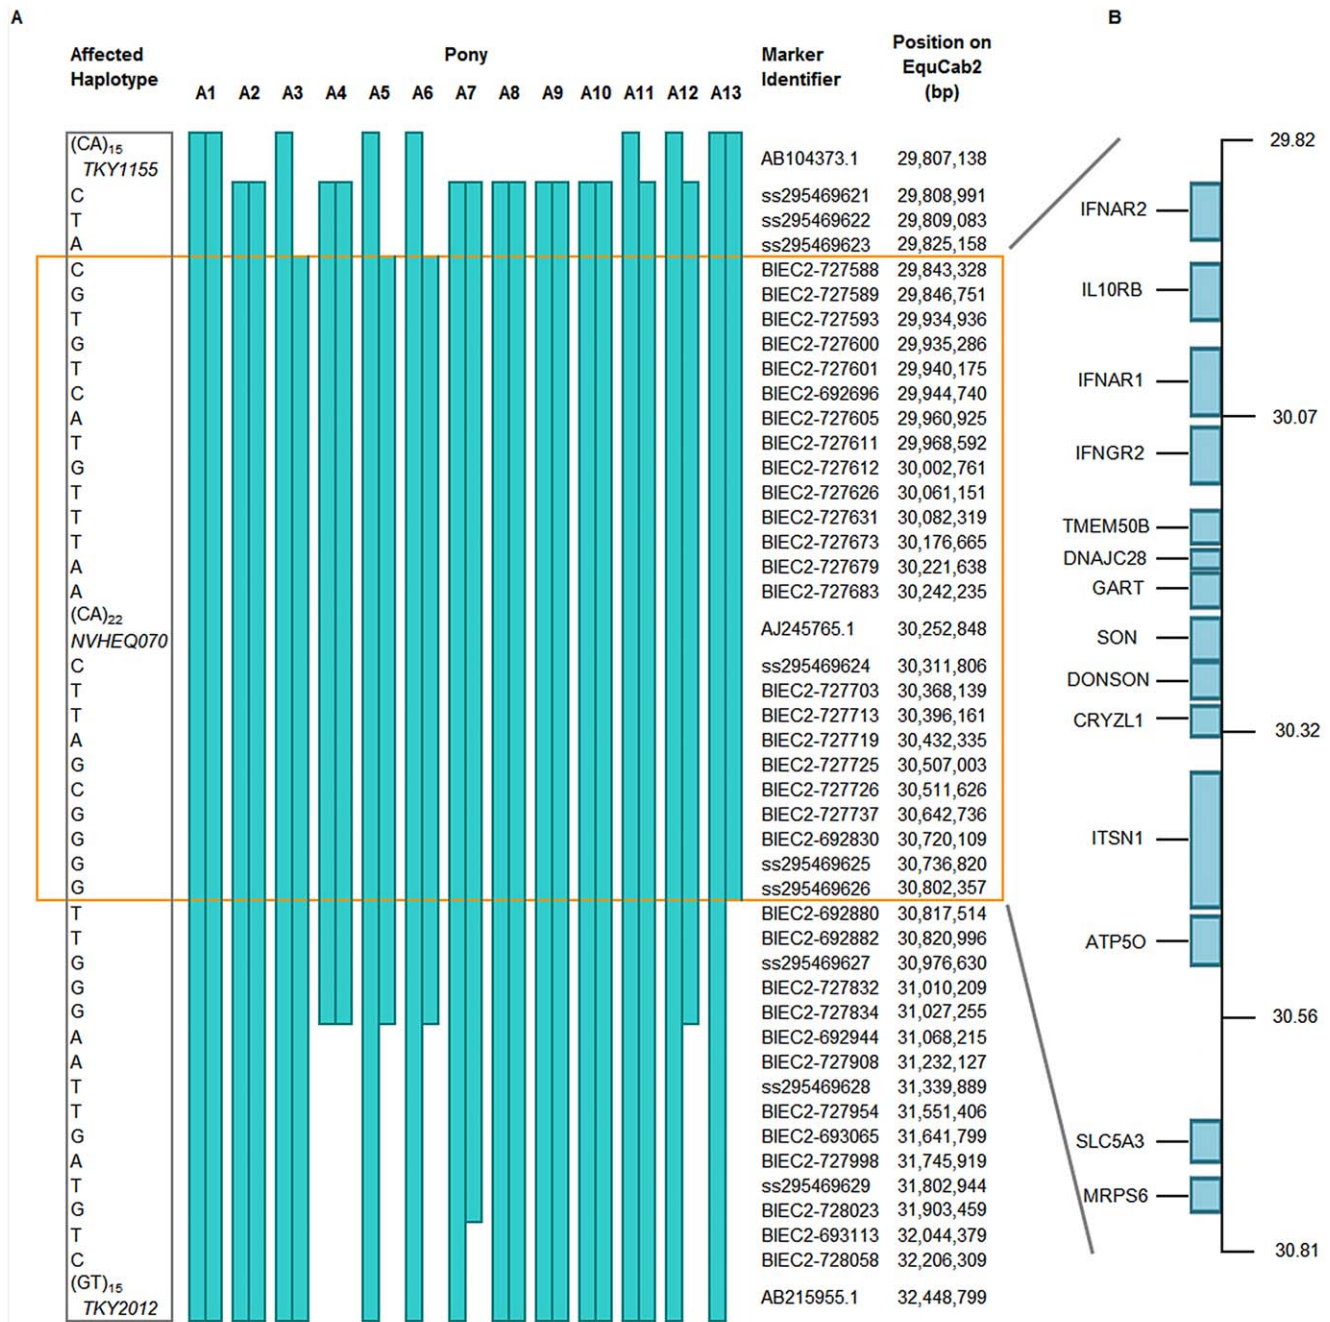 A
B
Affected Haplotype
Pony
Marker Identifier
Position on EquCab2 (bp)
A1 A2 A3 A4 A5 A6 A7 A8 A9 A10 A11 A12 A13
(CA)15 TKY1155 AB104373.1 29,807,138
C ss295469621 29,808,991
T ss295469622 29,809,083
A ss295469623 29,825,158
C BIEC2-727588 29,843,328
G BIEC2-727589 29,846,751
T BIEC2-727593 29,934,936
G BIEC2-727600 29,935,286
T BIEC2-727601 29,940,175
C BIEC2-692696 29,944,740
A BIEC2-727605 29,960,925
T BIEC2-727611 29,968,592
G BIEC2-727612 30,002,761
T BIEC2-727626 30,061,151
T BIEC2-727631 30,082,319
T BIEC2-727673 30,176,665
A BIEC2-727679 30,221,638
A BIEC2-727683 30,242,235
(CA)22 NVHEQ070 AJ245765.1 30,252,848
C ss295469624 30,311,806
T BIEC2-727703 30,368,139
T BIEC2-727713 30,396,161
A BIEC2-727719 30,432,335
G BIEC2-727725 30,507,003
C BIEC2-727726 30,511,626
G BIEC2-727737 30,642,736
G BIEC2-692830 30,720,109
G ss295469625 30,736,820
G ss295469626 30,802,357
T BIEC2-692880 30,817,514
T BIEC2-692882 30,820,996
G ss295469627 30,976,630
G BIEC2-727832 31,010,209
G BIEC2-727834 31,027,255
A BIEC2-692944 31,068,215
A BIEC2-727908 31,232,127
T ss295469628 31,339,889
T BIEC2-727954 31,551,406
G BIEC2-693065 31,641,799
A BIEC2-727998 31,745,919
T ss295469629 31,802,944
G BIEC2-728023 31,903,459
T BIEC2-693113 32,044,379
C BIEC2-728058 32,206,309
(GT)15 TKY2012 AB215955.1 32,448,799
29.82
IFNAR2
IL10RB
IFNAR1
30.07
IFNGR2
TMEM50B
DNAJC28
GART
SON
DONSON
CRYZL1
30.32
ITSN1
ATP5O
30.56
SLC5A3
MRPS6
30.81